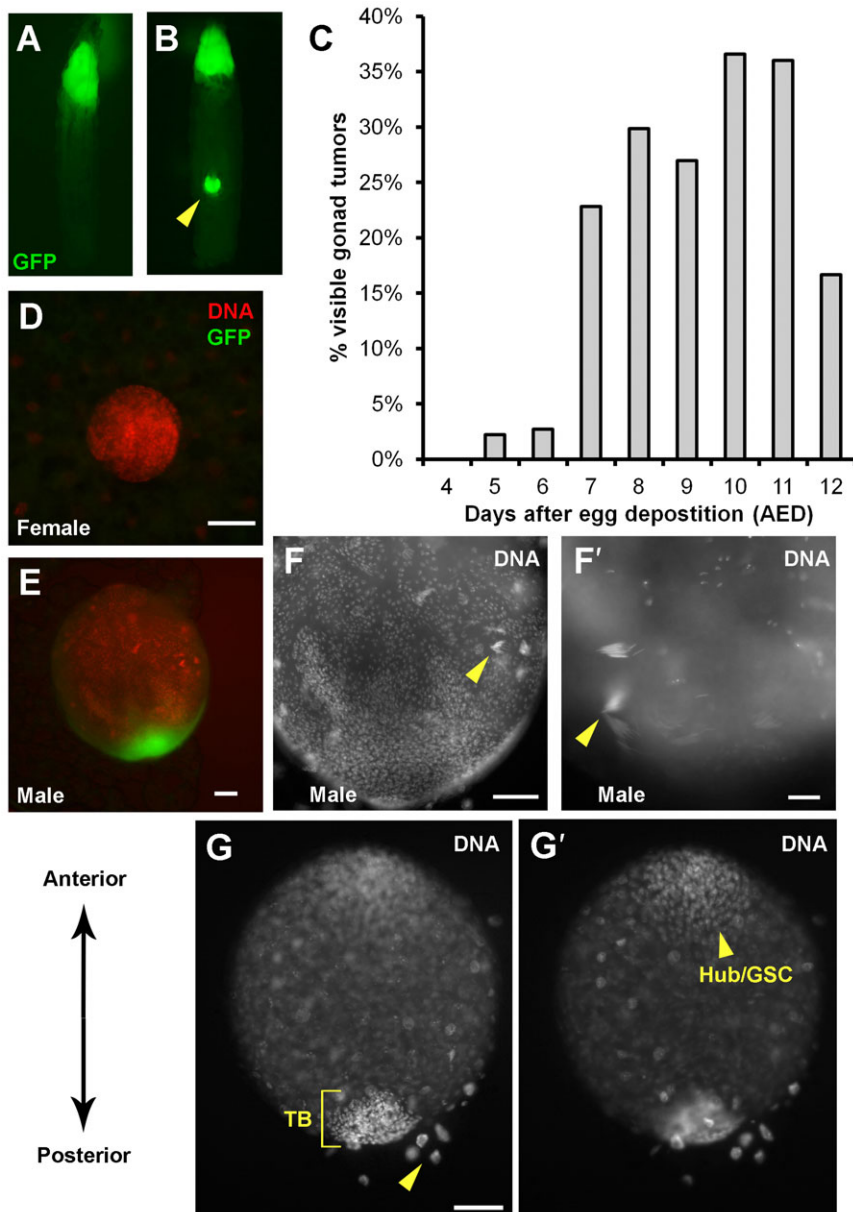 A
B
GFP
C
% visible gonad tumors
40%
35%
30%
25%
20%
15%
10%
5%
0%
4 5 6 7 8 9 10 11 12
Days after egg depostition (AED)
D
DNA
GFP
Female
E
Male
F
DNA
Male
F′
DNA
Male
Anterior
Posterior
G
DNA
TB
G′
DNA
Hub/GSC